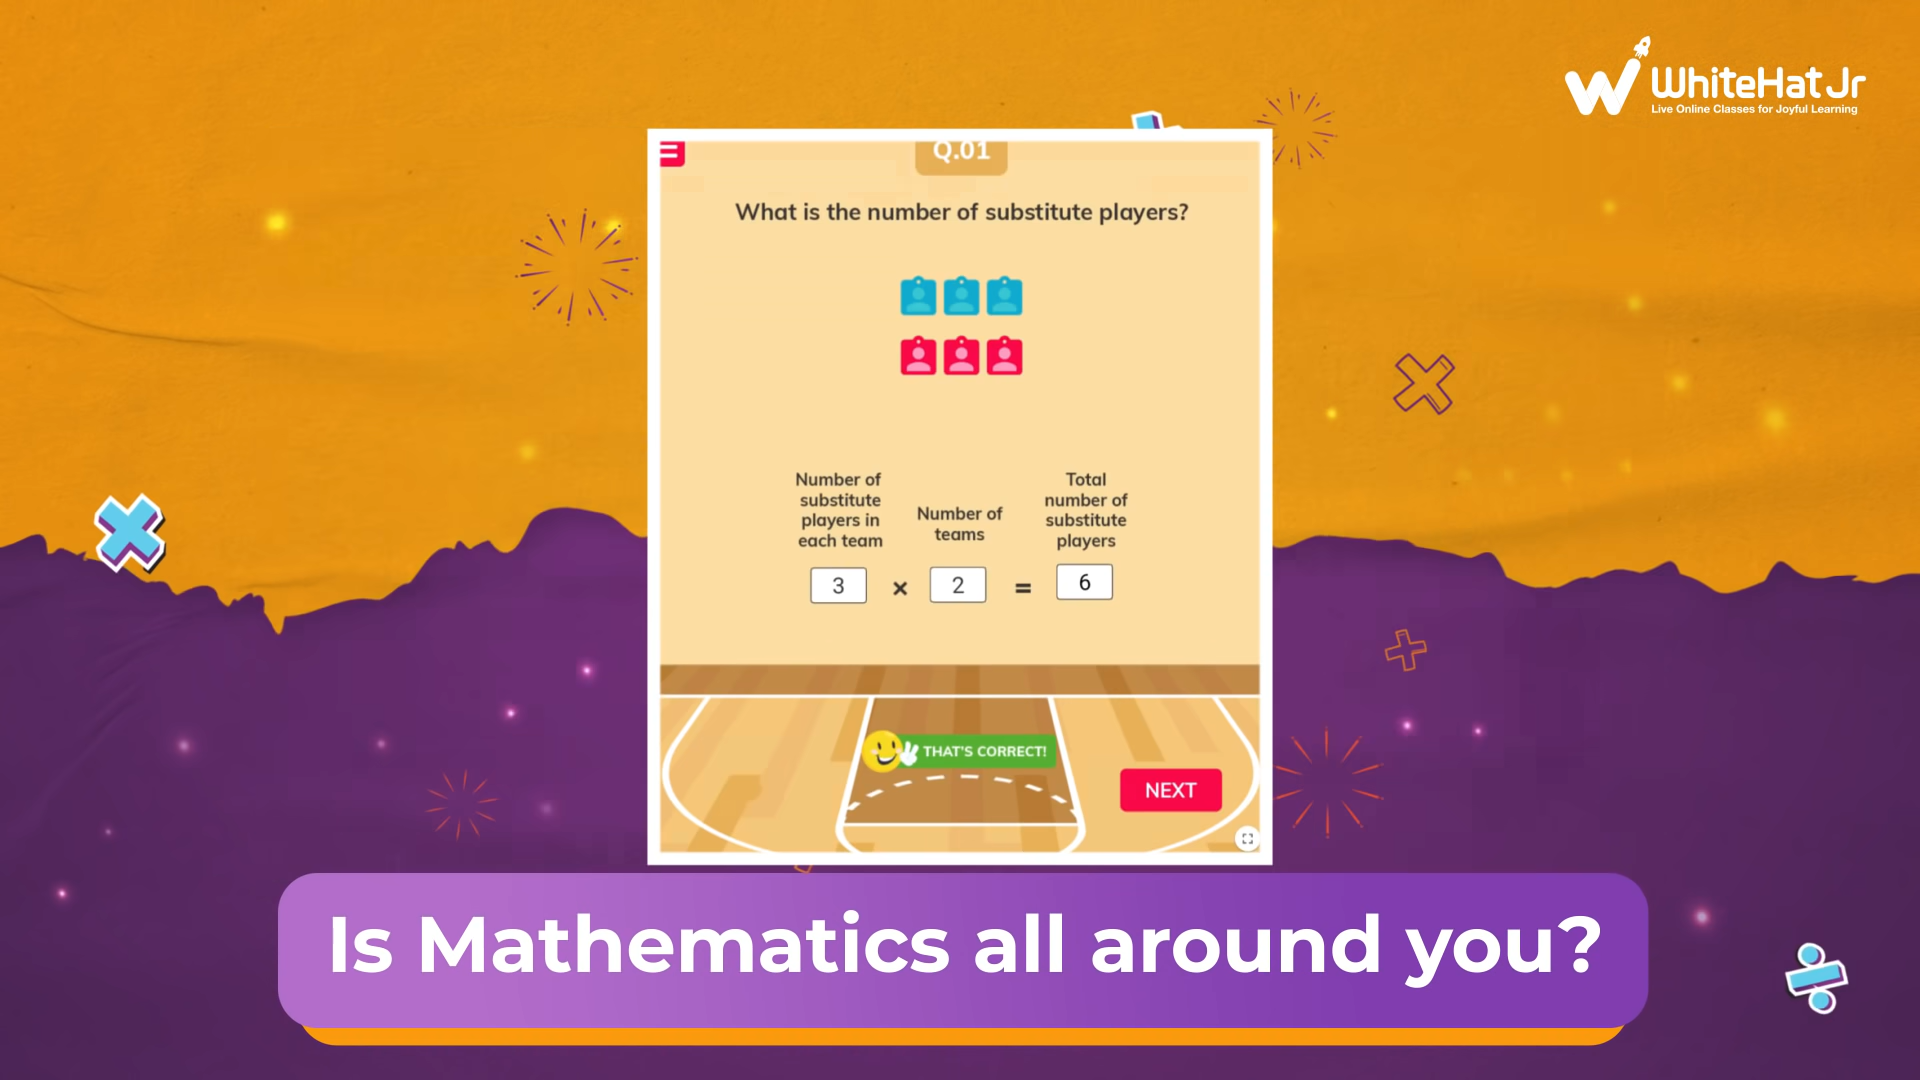 WhiteHat Jr
Live Online Classes for Joyful Learning
Q.01
What is the number of substitute players?
Number of
substitute
players in
each team
Number of
teams
Total
number of
substitute
players
3 × 2 = 6
THAT'S CORRECT!
NEXT
Is Mathematics all around you?